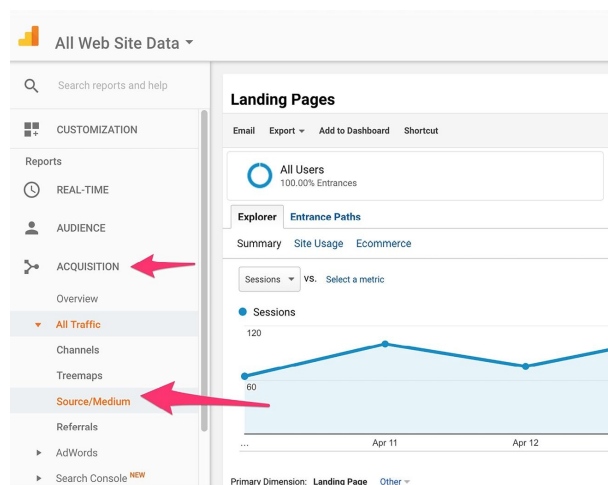 All Web Site Data
Search reports and help
CUSTOMIZATION
Reports
REAL-TIME
AUDIENCE
ACQUISITION
Overview
All Traffic
Channels
Treemaps
Source/Medium
Referrals
AdWords
Search Console NEW
Landing Pages
Email Export Add to Dashboard Shortcut
All Users
100.00% Entrances
Explorer Entrance Paths
Summary Site Usage Ecommerce
Sessions VS. Select a metric
Sessions
120
60
... Apr 11 Apr 12
Primary Dimension: Landing Page Other